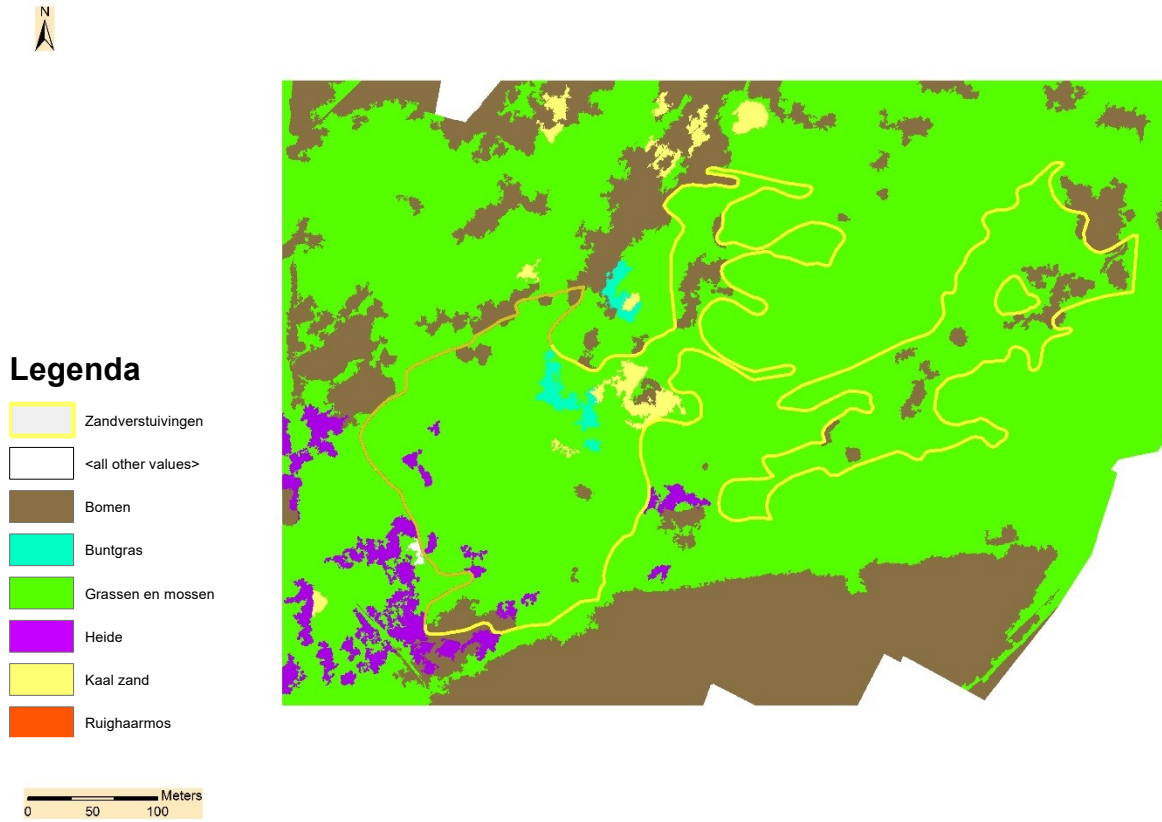 N
Legenda
Zandverstuivingen
<all other values>
Bomen
Buntgras
Grassen en mossen
Heide
Kaal zand
Ruighaarmos
Meters
0 50 100